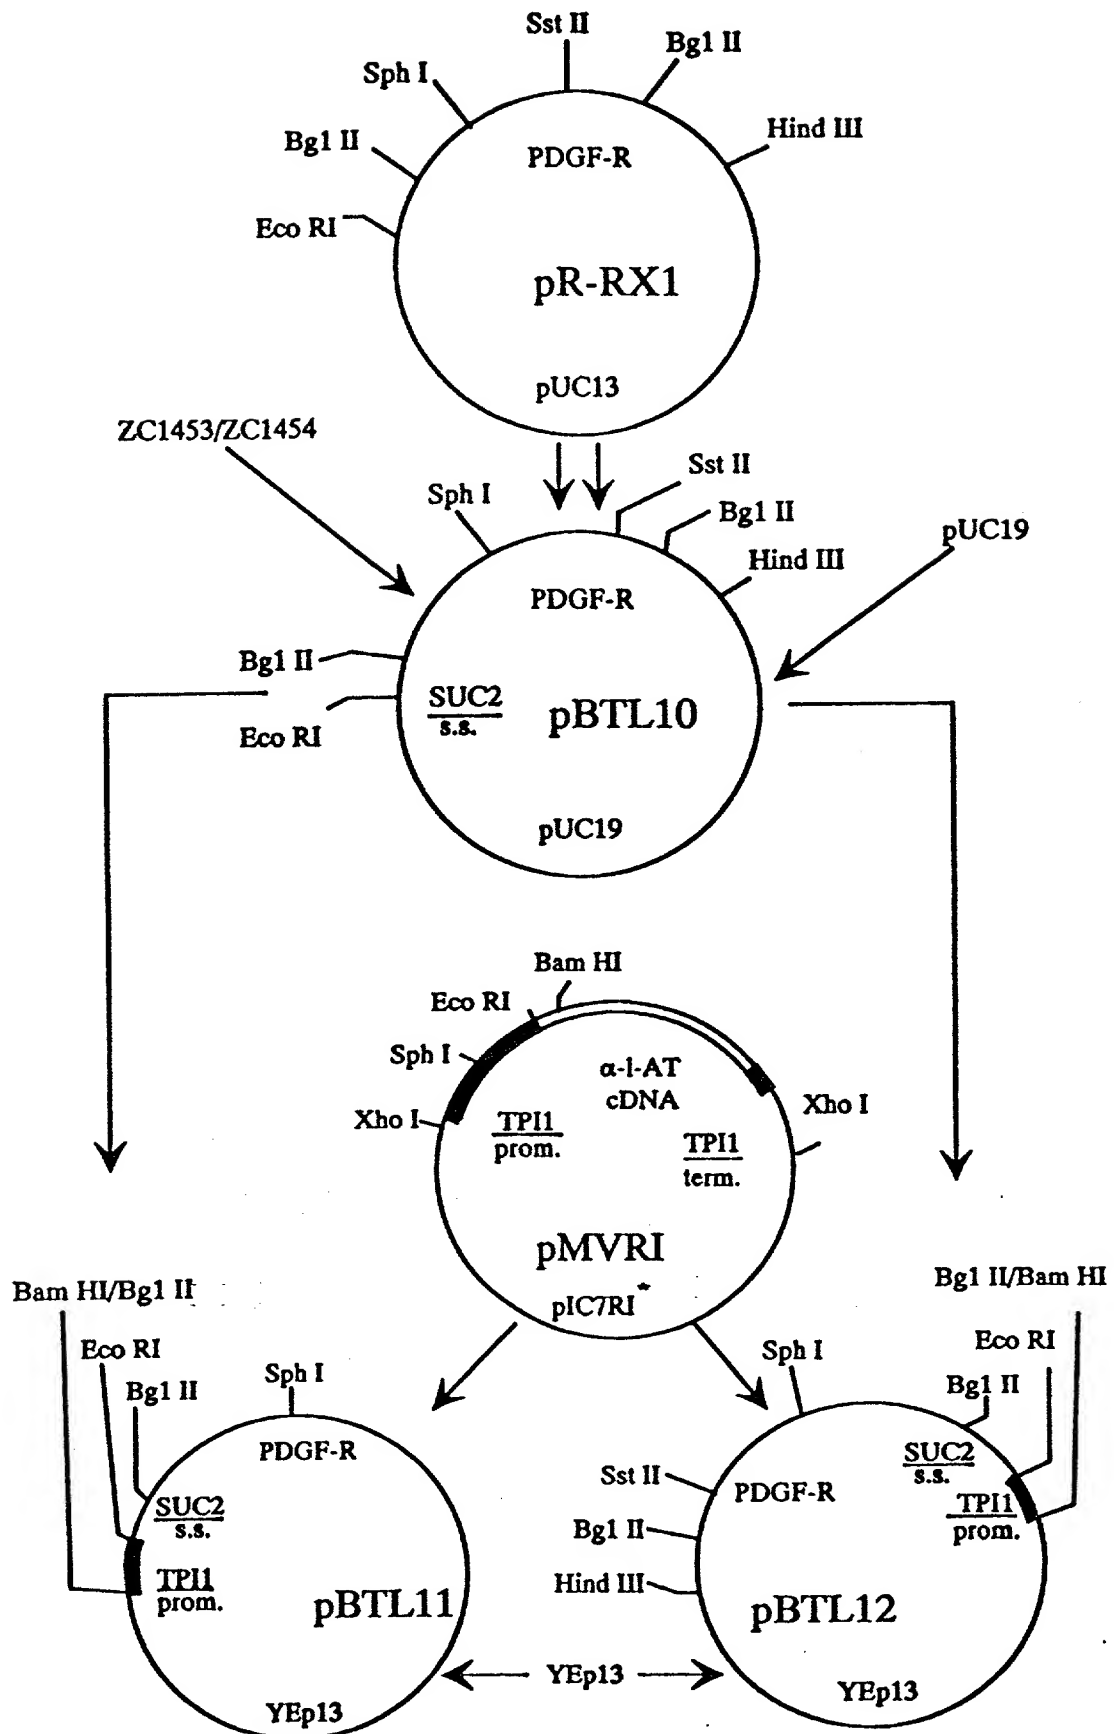 Sst II
Bg1 II
Sph I
Hind III
Bg1 II
PDGF-R
Eco RI
pR-RX1
pUC13
ZC1453/ZC1454
Sst II
Sph I
Bg1 II
pUC19
Hind III
PDGF-R
Bg1 II
SUC2
s.s.
pBTL10
Eco RI
pUC19
Bam HI
Eco RI
Sph I
α-1-AT
cDNA
Xho I
Xho I
TPI1
prom.
TPI1
term.
pMVRI
pIC7RI*
Bam HI/Bg1 II
Bg1 II/Bam HI
Eco RI
Sph I
Bg1 II
PDGF-R
SUC2
s.s.
TPI1
prom.
pBTL11
YEp13
Sph I
Eco RI
Bg1 II
SUC2
s.s.
Sst II
PDGF-R
TPI1
prom.
Bg1 II
Hind III
pBTL12
YEp13
YEp13